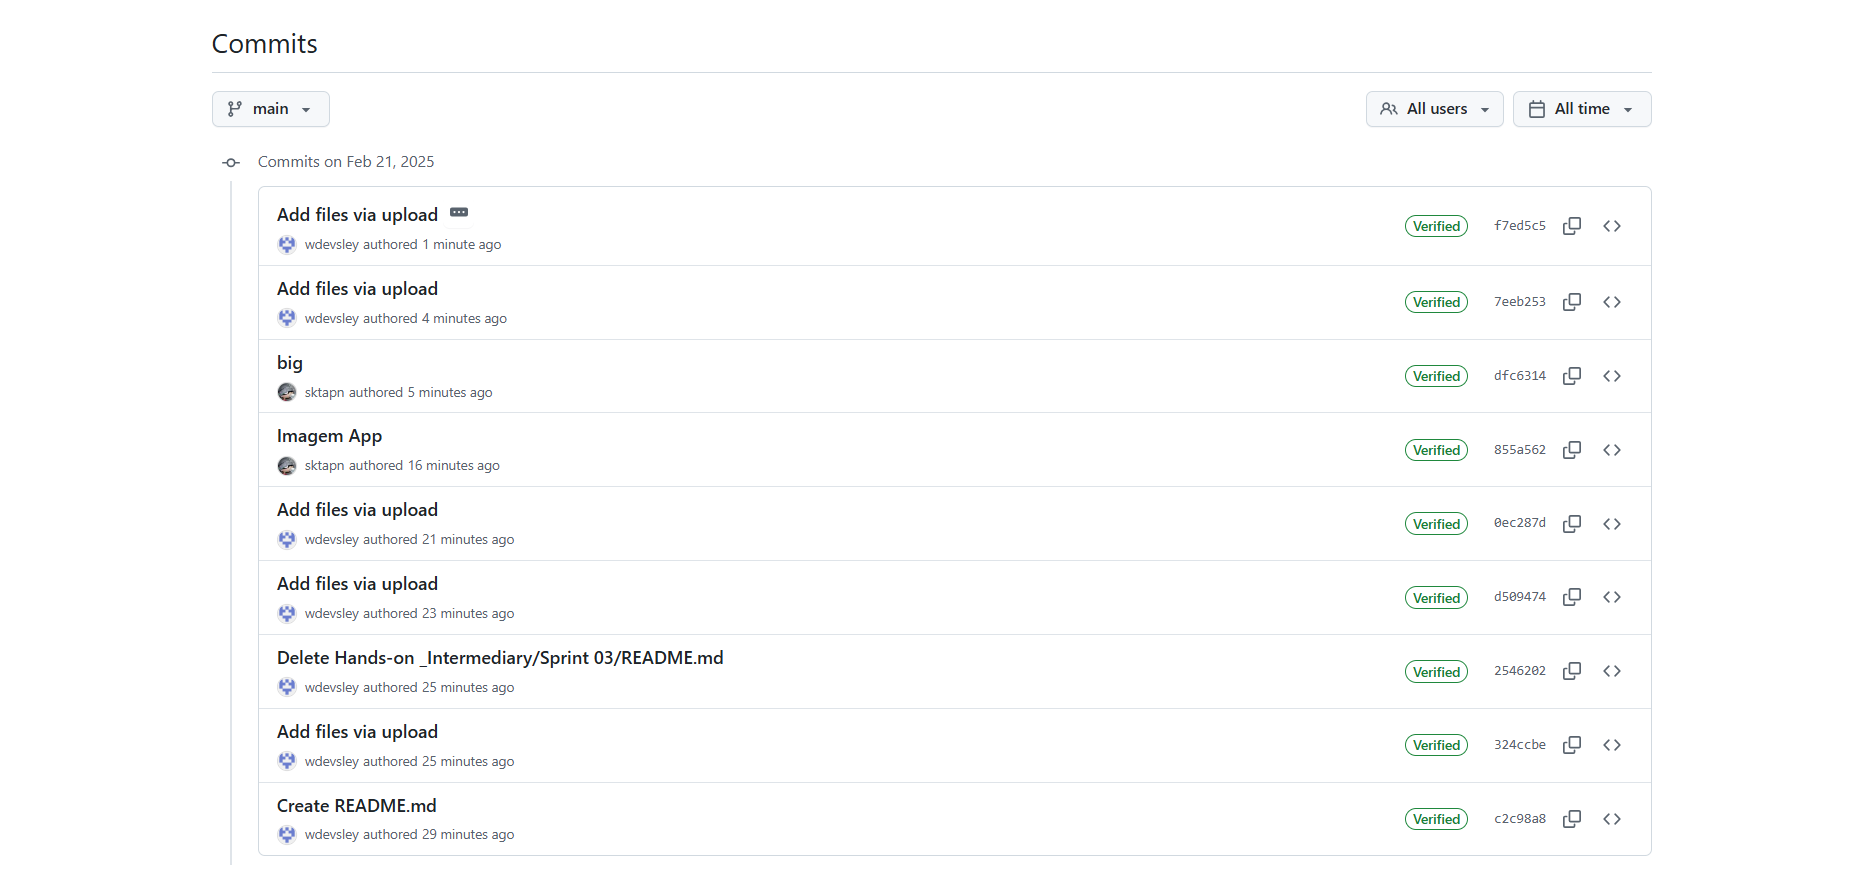 Commits
main
All users
All time
Commits on Feb 21, 2025
Add files via upload
wdevsley authored 1 minute ago
Verified
f7ed5c5
Add files via upload
wdevsley authored 4 minutes ago
Verified
7eeb253
big
sktapn authored 5 minutes ago
Verified
dfc6314
Imagem App
sktapn authored 16 minutes ago
Verified
855a562
Add files via upload
wdevsley authored 21 minutes ago
Verified
0ec287d
Add files via upload
wdevsley authored 23 minutes ago
Verified
d509474
Delete Hands-on _Intermediary/Sprint 03/README.md
wdevsley authored 25 minutes ago
Verified
2546202
Add files via upload
wdevsley authored 25 minutes ago
Verified
324ccbe
Create README.md
wdevsley authored 29 minutes ago
Verified
c2c98a8